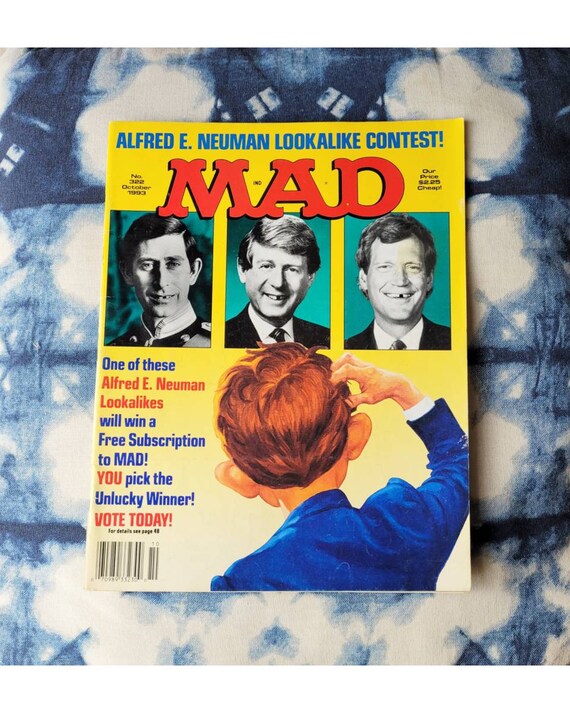 ALFRED E. NEUMAN LOOKALIKE CONTEST!
No.
322
October
1993
MAD
Our
Price
$2.25
Cheap!
One of these
Alfred E. Neuman
Lookalikes
will win a
Free Subscription
to MAD!
YOU pick the
Unlucky Winner!
VOTE TODAY!
For details see page 48
10